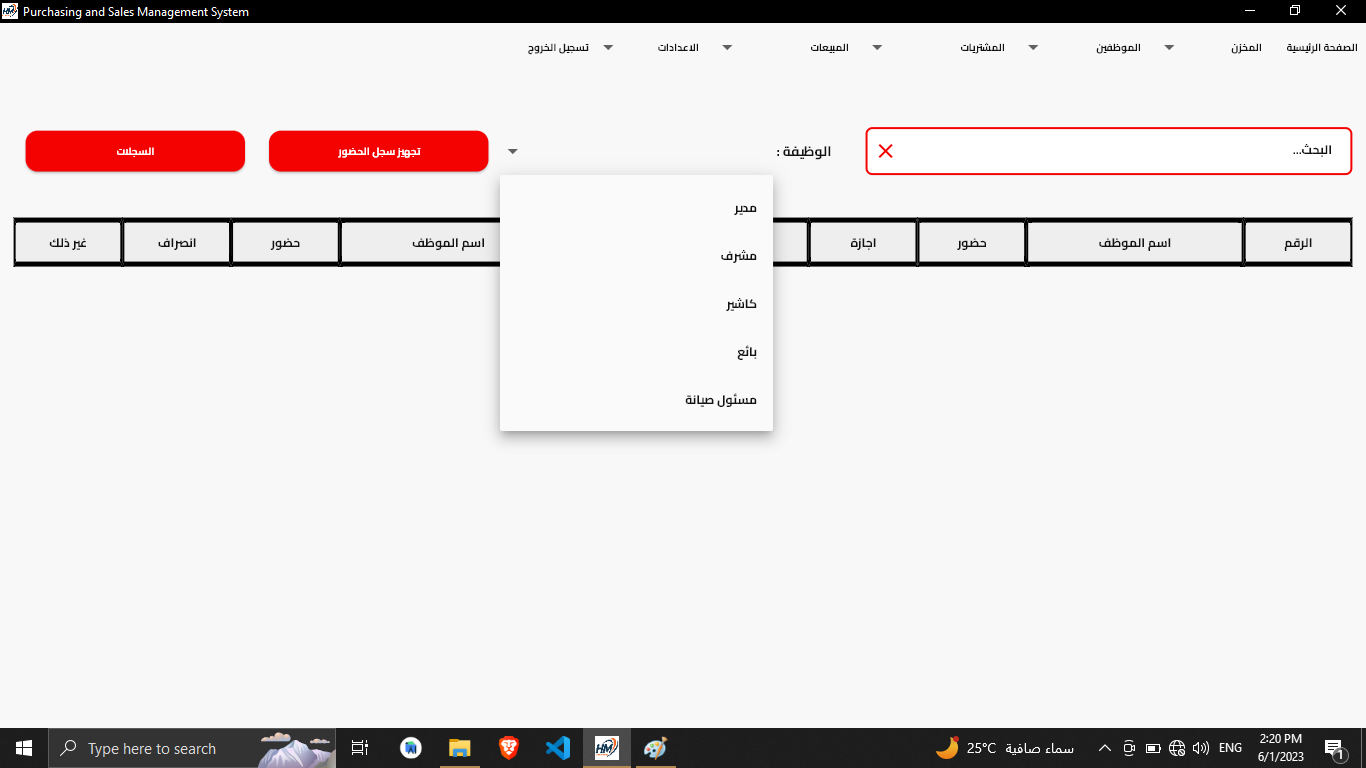 Purchasing and Sales Management System
الصفحة الرئيسية المخزن الموظفين المشتريات المبيعات الاعدادات تسجيل الخروج
البحث... الوظيفة : تجهيز سجل الحضور السجلات
مدير
مشرف
كاشير
بائع
مسئول صيانة
الرقم اسم الموظف حضور اجازة اسم الموظف حضور انصراف غير ذلك
Type here to search 25°C سماء صافية ENG 2:20 PM
6/1/2023
1